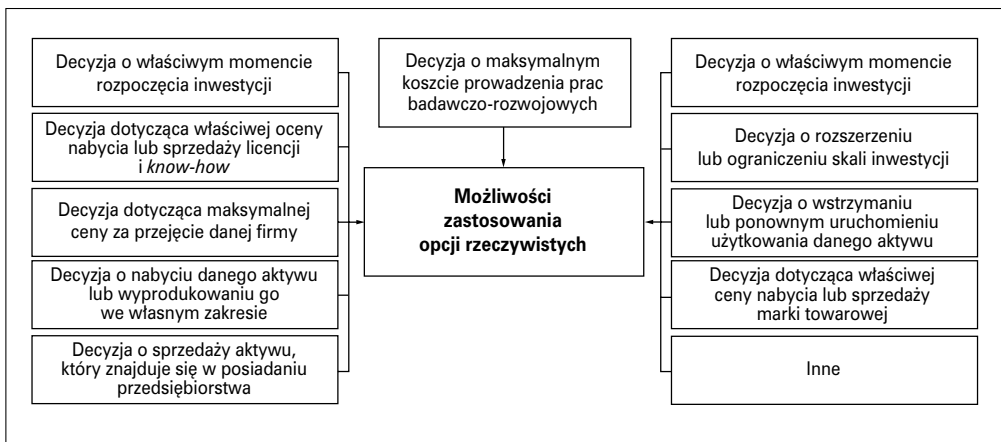 Decyzja o właściwym momencie
rozpoczęcia inwestycji
Decyzja dotycząca właściwej oceny
nabycia lub sprzedaży licencji
i know-how
Decyzja dotycząca maksymalnej
ceny za przejęcie danej firmy
Decyzja o nabyciu danego aktywu
lub wyprodukowaniu go
we własnym zakresie
Decyzja o sprzedaży aktywu,
który znajduje się w posiadaniu
przedsiębiorstwa
Decyzja o maksymalnym
koszcie prowadzenia prac
badawczo-rozwojowych
Możliwości
zastosowania
opcji rzeczywistych
Decyzja o właściwym momencie
rozpoczęcia inwestycji
Decyzja o rozszerzeniu
lub ograniczeniu skali inwestycji
Decyzja o wstrzymaniu
lub ponownym uruchomieniu
użytkowania danego aktywu
Decyzja dotycząca właściwej
ceny nabycia lub sprzedaży
marki towarowej
Inne